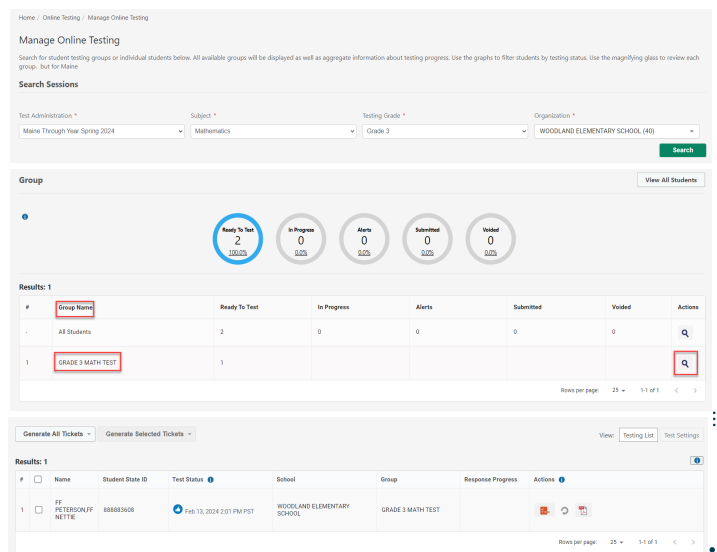 Home / Online Testing / Manage Online Testing
Manage Online Testing
Search for student testing groups or individual students below. All available groups will be displayed as well as aggregate information about testing progress. Use the graphs to filter students by testing status. Use the magnifying glass to review each
group. but for Maine
Search Sessions
Test Administration * Subject * Testing Grade * Organization *
Maine Through Year Spring 2024 Mathematics Grade 3 WOODLAND ELEMENTARY SCHOOL (40)
Search
Group View All Students
Ready To Test In Progress Alerts Submitted Voided
2 0 0 0 0
100.0% 0.0% 0.0% 0.0% 0.0%
Results: 1
# Group Name Ready To Test In Progress Alerts Submitted Voided Actions
- All Students 2 0 0 0 0
1 GRADE 3 MATH TEST 1
Rows per page: 25 1-1 of 1 < >
Generate All Tickets Generate Selected Tickets View: Testing List Test Settings
Results: 1
# Name Student State ID Test Status School Group Response Progress Actions
1 FF PETERSON,FF NETTIE 888883608 Feb 13, 2024 2:01 PM PST WOODLAND ELEMENTARY SCHOOL GRADE 3 MATH TEST
Rows per page: 25 1-1 of 1 < >